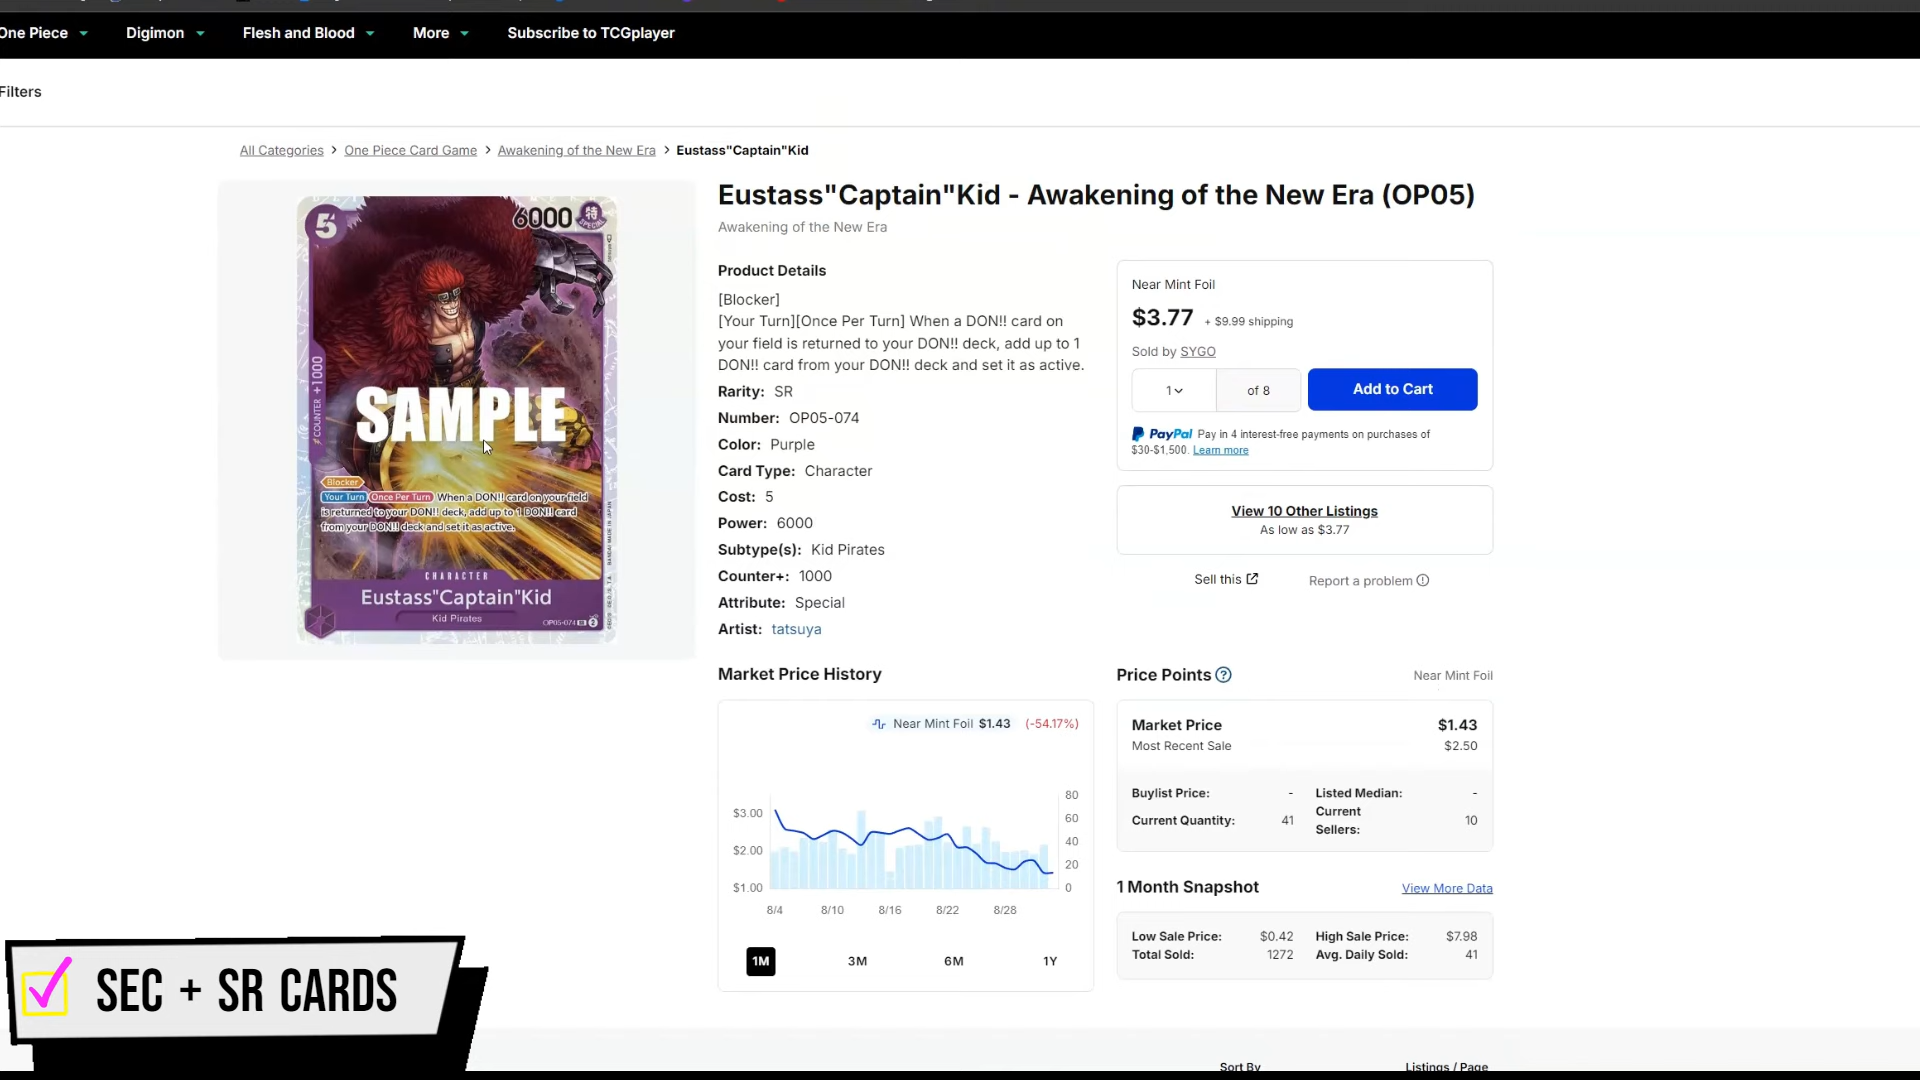 One Piece Digimon Flesh and Blood More Subscribe to TCGplayer
Filters
All Categories > One Piece Card Game > Awakening of the New Era > Eustass"Captain"Kid
5
6000
特
SPECIAL
COUNTER +1000
SAMPLE
Blocker
Your Turn Once Per Turn When a DON!! card on your field
is returned to your DON!! deck, add up to 1 DON!! card
from your DON!! deck and set it as active.
CHARACTER
Eustass"Captain"Kid
Kid Pirates
OP05-074 SR 2
Eustass"Captain"Kid - Awakening of the New Era (OP05)
Awakening of the New Era
Product Details
[Blocker]
[Your Turn][Once Per Turn] When a DON!! card on
your field is returned to your DON!! deck, add up to 1
DON!! card from your DON!! deck and set it as active.
Rarity: SR
Number: OP05-074
Color: Purple
Card Type: Character
Cost: 5
Power: 6000
Subtype(s): Kid Pirates
Counter+: 1000
Attribute: Special
Artist: tatsuya
Near Mint Foil
$3.77 + $9.99 shipping
Sold by SYGO
1 of 8 Add to Cart
PayPal Pay in 4 interest-free payments on purchases of
$30-$1,500. Learn more
View 10 Other Listings
As low as $3.77
Sell this Report a problem
Market Price History
Near Mint Foil $1.43 (-54.17%)
$3.00
$2.00
$1.00
80
60
40
20
0
8/4 8/10 8/16 8/22 8/28
1M 3M 6M 1Y
Price Points ? Near Mint Foil
Market Price $1.43
Most Recent Sale $2.50
Buylist Price: - Listed Median: -
Current Quantity: 41 Current Sellers: 10
1 Month Snapshot View More Data
Low Sale Price: $0.42 High Sale Price: $7.98
Total Sold: 1272 Avg. Daily Sold: 41
Sort By Listings / Page
SEC + SR CARDS